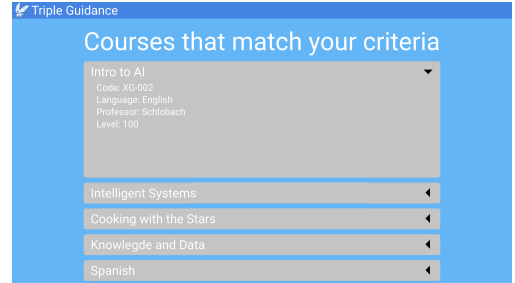 Triple Guidance
Courses that match your criteria
Intro to AI
Code: XG-002
Language: English
Professor: Schlobach
Level: 100
Intelligent Systems
Cooking with the Stars
Knowlegde and Data
Spanish